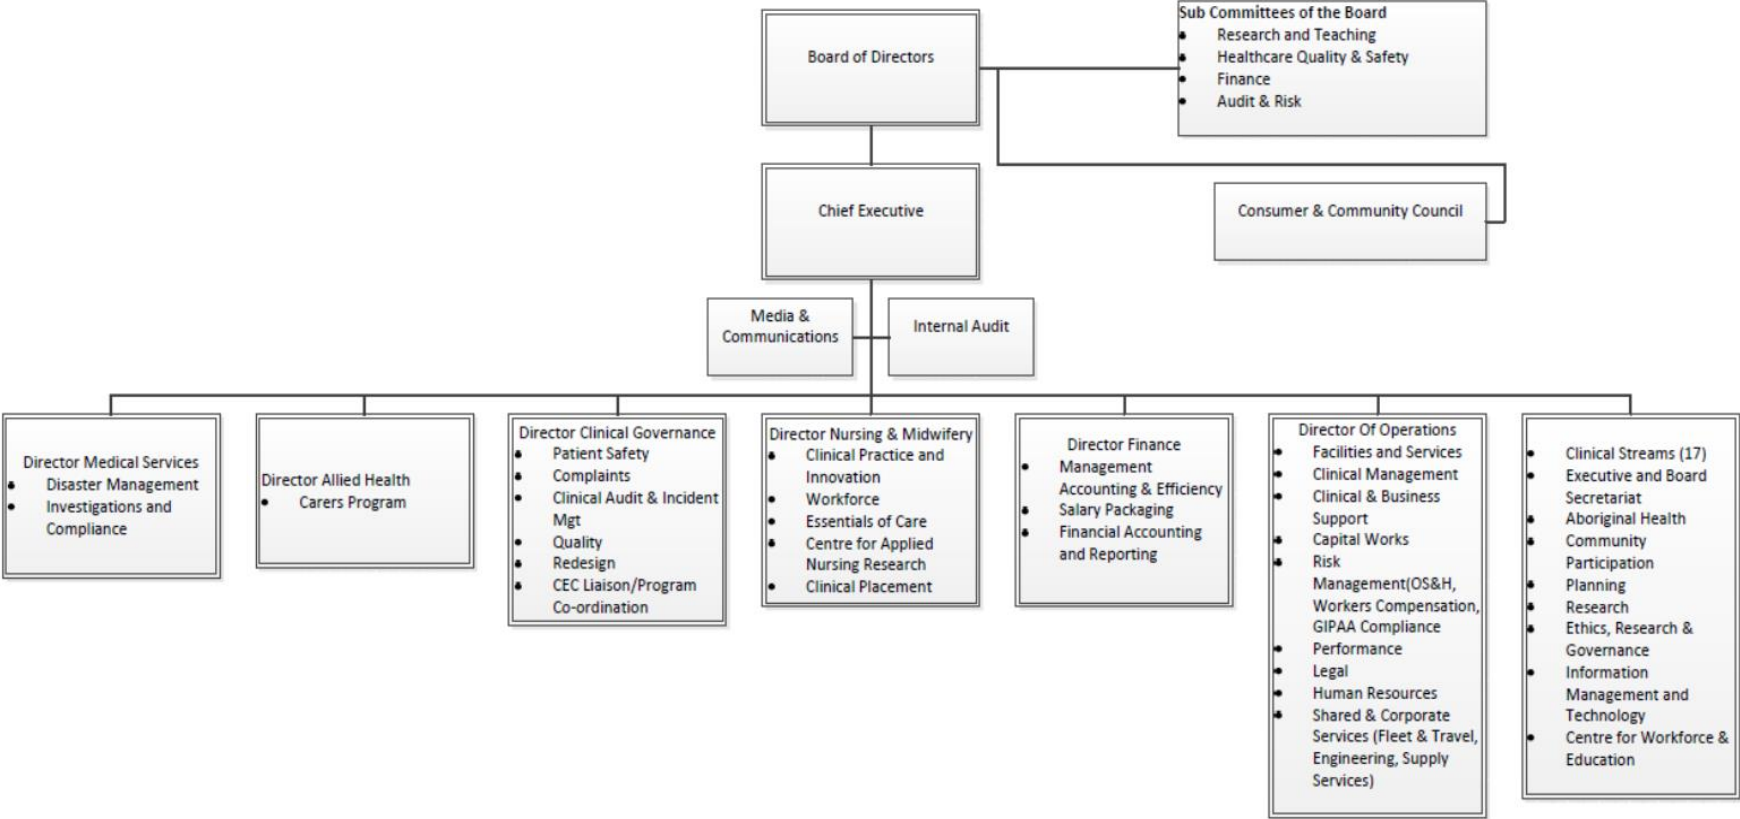 Board of Directors
Sub Committees of the Board
Research and Teaching
Healthcare Quality & Safety
Finance
Audit & Risk
Chief Executive
Consumer & Community Council
Media &
Communications
Internal Audit
Director Medical Services
Disaster Management
Investigations and
Compliance
Director Allied Health
Carers Program
Director Clinical Governance
Patient Safety
Complaints
Clinical Audit & Incident
Mgt
Quality
Redesign
CEC Liaison/Program
Co-ordination
Director Nursing & Midwifery
Clinical Practice and
Innovation
Workforce
Essentials of Care
Centre for Applied
Nursing Research
Clinical Placement
Director Finance
Management
Accounting & Efficiency
Salary Packaging
Financial Accounting
and Reporting
Director Of Operations
Facilities and Services
Clinical Management
Clinical & Business
Support
Capital Works
Risk
Management(OS&H,
Workers Compensation,
GIPAA Compliance
Performance
Legal
Human Resources
Shared & Corporate
Services (Fleet & Travel,
Engineering, Supply
Services)
Clinical Streams (17)
Executive and Board
Secretariat
Aboriginal Health
Community
Participation
Planning
Research
Ethics, Research &
Governance
Information
Management and
Technology
Centre for Workforce &
Education